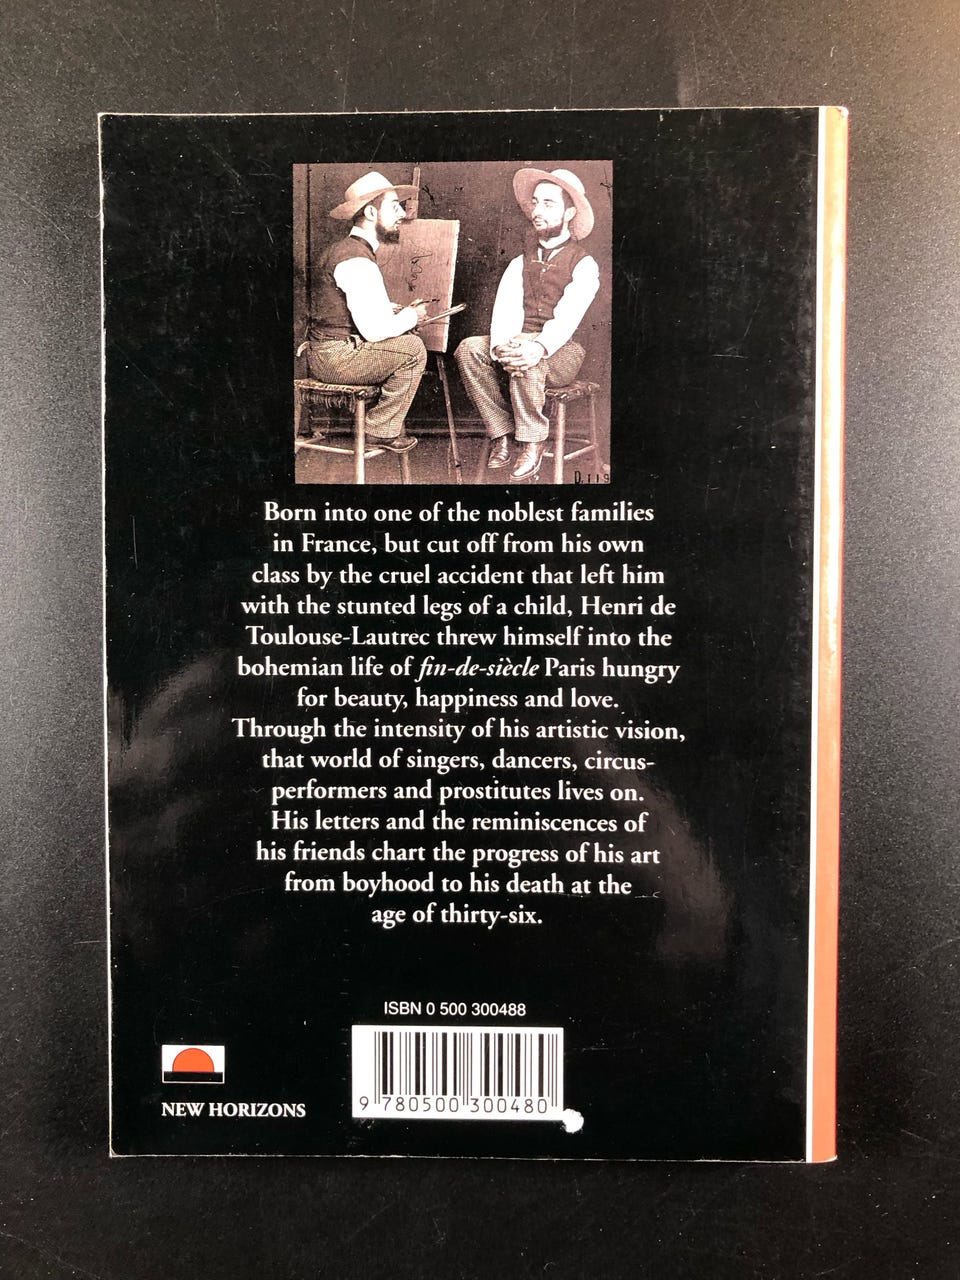 D.119
Born into one of the noblest families
in France, but cut off from his own
class by the cruel accident that left him
with the stunted legs of a child, Henri de
Toulouse-Lautrec threw himself into the
bohemian life of fin-de-siècle Paris hungry
for beauty, happiness and love.
Through the intensity of his artistic vision,
that world of singers, dancers, circus-
performers and prostitutes lives on.
His letters and the reminiscences of
his friends chart the progress of his art
from boyhood to his death at the
age of thirty-six.
ISBN 0 500 300488
9 780500 300480
NEW HORIZONS